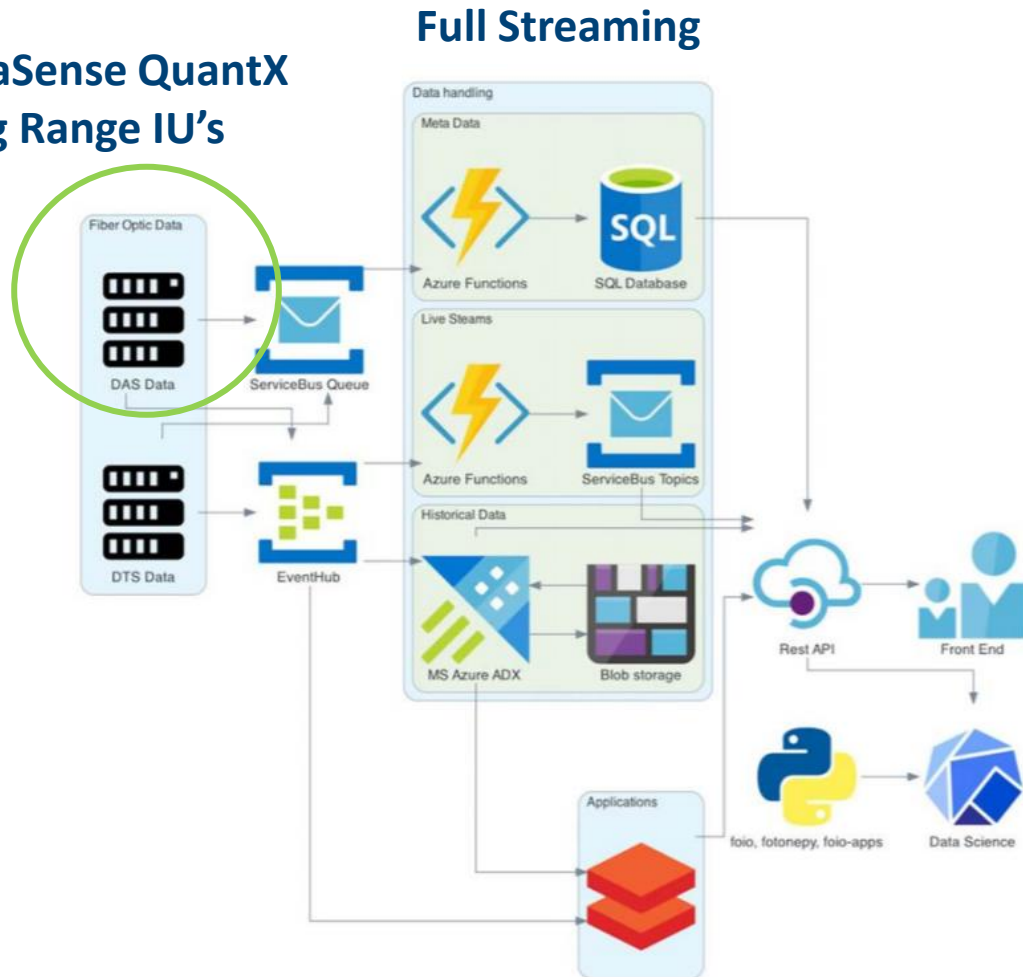 Full Streaming
aSense QuantX
g Range IU's
Data handling
Meta Data
Fiber Optic Data
SQL
Azure Functions
SQL Database
Live Steams
DAS Data
ServiceBus Queue
Azure Functions
ServiceBus Topics
Historical Data
DTS Data
EventHub
MS Azure ADX
Blob storage
Rest API
Front End
Applications
foio, fotonepy, foio-apps
Data Science